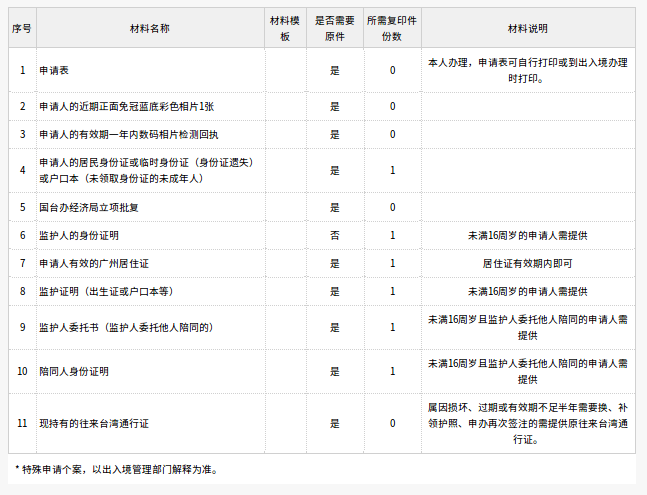 序号 材料名称 材料模板 是否需要原件 所需复印件份数 材料说明
1 申请表 是 0 本人办理，申请表可自行打印或到出入境办理
时打印。
2 申请人的近期正面免冠蓝底彩色相片1张 是 0
3 申请人的有效期一年内数码相片检测回执 是 0
4 申请人的居民身份证或临时身份证（身份证遗失） 是 1
或户口本（未领取身份证的未成年人）
5 国台办经济局立项批复 是 0
6 监护人的身份证明 否 1 未满16周岁的申请人需提供
7 申请人有效的广州居住证 是 1 居住证有效期内即可
8 监护证明（出生证或户口本等） 是 1 未满16周岁的申请人需提供
9 监护人委托书（监护人委托他人陪同的） 是 1 未满16周岁且监护人委托他人陪同的申请人需
提供
10 陪同人身份证明 是 1 未满16周岁且监护人委托他人陪同的申请人需
提供
11 现持有的往来台湾通行证 是 0 属因损坏、过期或有效期不足半年需要换、补
领护照、申办再次签注的需提供原往来台湾通
行证。
* 特殊申请个案，以出入境管理部门解释为准。